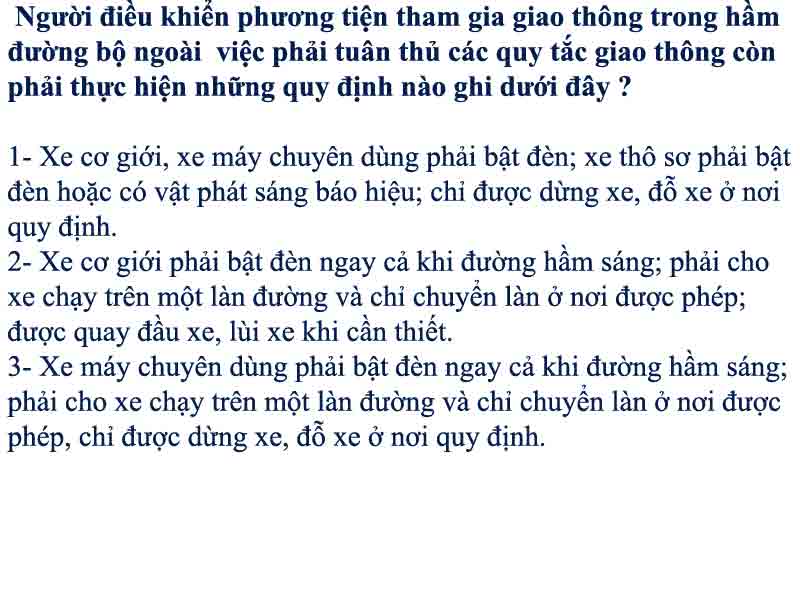 Người điều khiển phương tiện tham gia giao thông trong hầm
đường bộ ngoài  việc phải tuân thủ các quy tắc giao thông còn
phải thực hiện những quy định nào ghi dưới đây ?
1- Xe cơ giới, xe máy chuyên dùng phải bật đèn; xe thô sơ phải bật
đèn hoặc có vật phát sáng báo hiệu; chỉ được dừng xe, đỗ xe ở nơi
quy định.
2- Xe cơ giới phải bật đèn ngay cả khi đường hầm sáng; phải cho
xe chạy trên một làn đường và chỉ chuyển làn ở nơi được phép;
được quay đầu xe, lùi xe khi cần thiết.
3- Xe máy chuyên dùng phải bật đèn ngay cả khi đường hầm sáng;
phải cho xe chạy trên một làn đường và chỉ chuyển làn ở nơi được
phép, chỉ được dừng xe, đỗ xe ở nơi quy định.